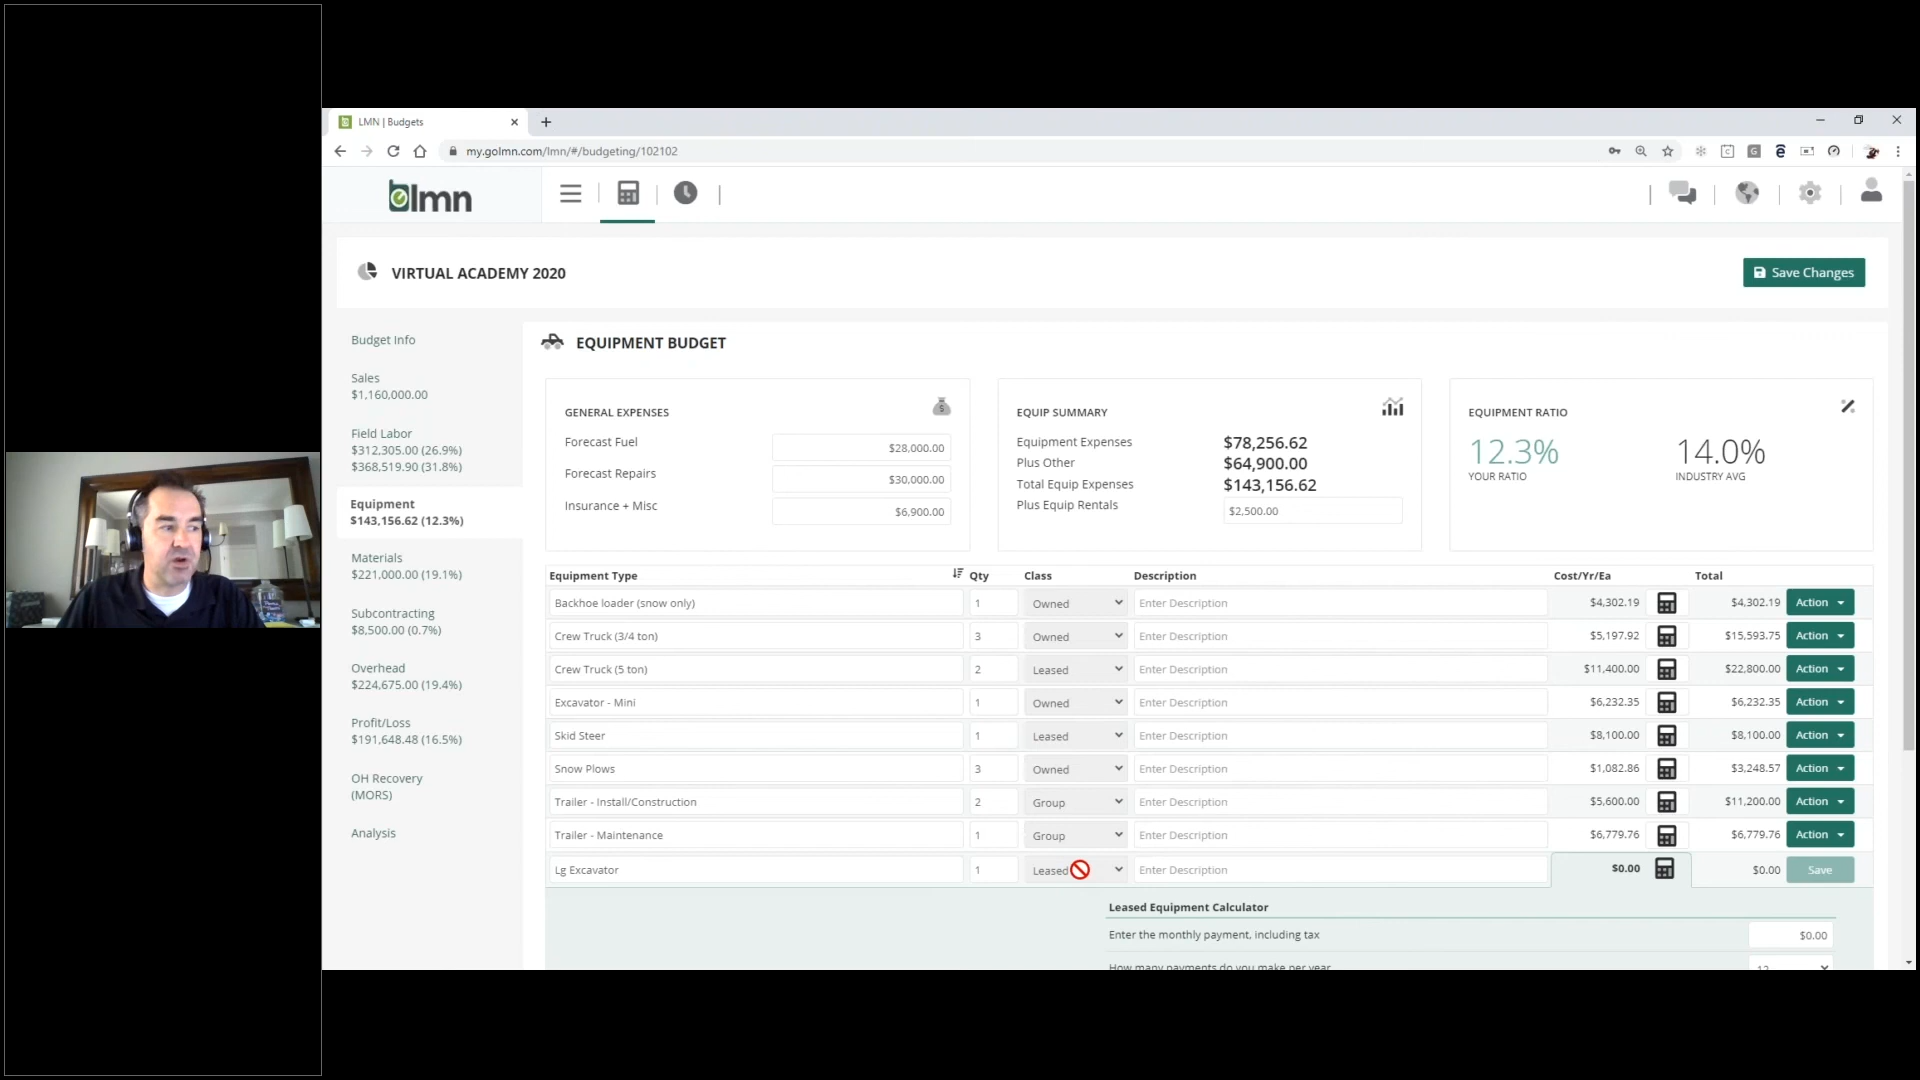 LMN | Budgets
my.golmn.com/lmn/#/budgeting/102102
lmn
VIRTUAL ACADEMY 2020
Save Changes
Budget Info
Sales
$1,160,000.00
Field Labor
$312,305.00 (26.9%)
$368,519.90 (31.8%)
Equipment
$143,156.62 (12.3%)
Materials
$221,000.00 (19.1%)
Subcontracting
$8,500.00 (0.7%)
Overhead
$224,675.00 (19.4%)
Profit/Loss
$191,648.48 (16.5%)
OH Recovery
(MORS)
Analysis
EQUIPMENT BUDGET
GENERAL EXPENSES
Forecast Fuel $28,000.00
Forecast Repairs $30,000.00
Insurance + Misc $6,900.00
EQUIP SUMMARY
Equipment Expenses $78,256.62
Plus Other $64,900.00
Total Equip Expenses $143,156.62
Plus Equip Rentals $2,500.00
EQUIPMENT RATIO
12.3% 14.0%
YOUR RATIO INDUSTRY AVG
Equipment Type Qty Class Description Cost/Yr/Ea Total
Backhoe loader (snow only) 1 Owned Enter Description $4,302.19 $4,302.19 Action
Crew Truck (3/4 ton) 3 Owned Enter Description $5,197.92 $15,593.75 Action
Crew Truck (5 ton) 2 Leased Enter Description $11,400.00 $22,800.00 Action
Excavator - Mini 1 Owned Enter Description $6,232.35 $6,232.35 Action
Skid Steer 1 Leased Enter Description $8,100.00 $8,100.00 Action
Snow Plows 3 Owned Enter Description $1,082.86 $3,248.57 Action
Trailer - Install/Construction 2 Group Enter Description $5,600.00 $11,200.00 Action
Trailer - Maintenance 1 Group Enter Description $6,779.76 $6,779.76 Action
Lg Excavator 1 Leased Enter Description $0.00 $0.00 Save
Leased Equipment Calculator
Enter the monthly payment, including tax $0.00
How many payments do you make per year 12